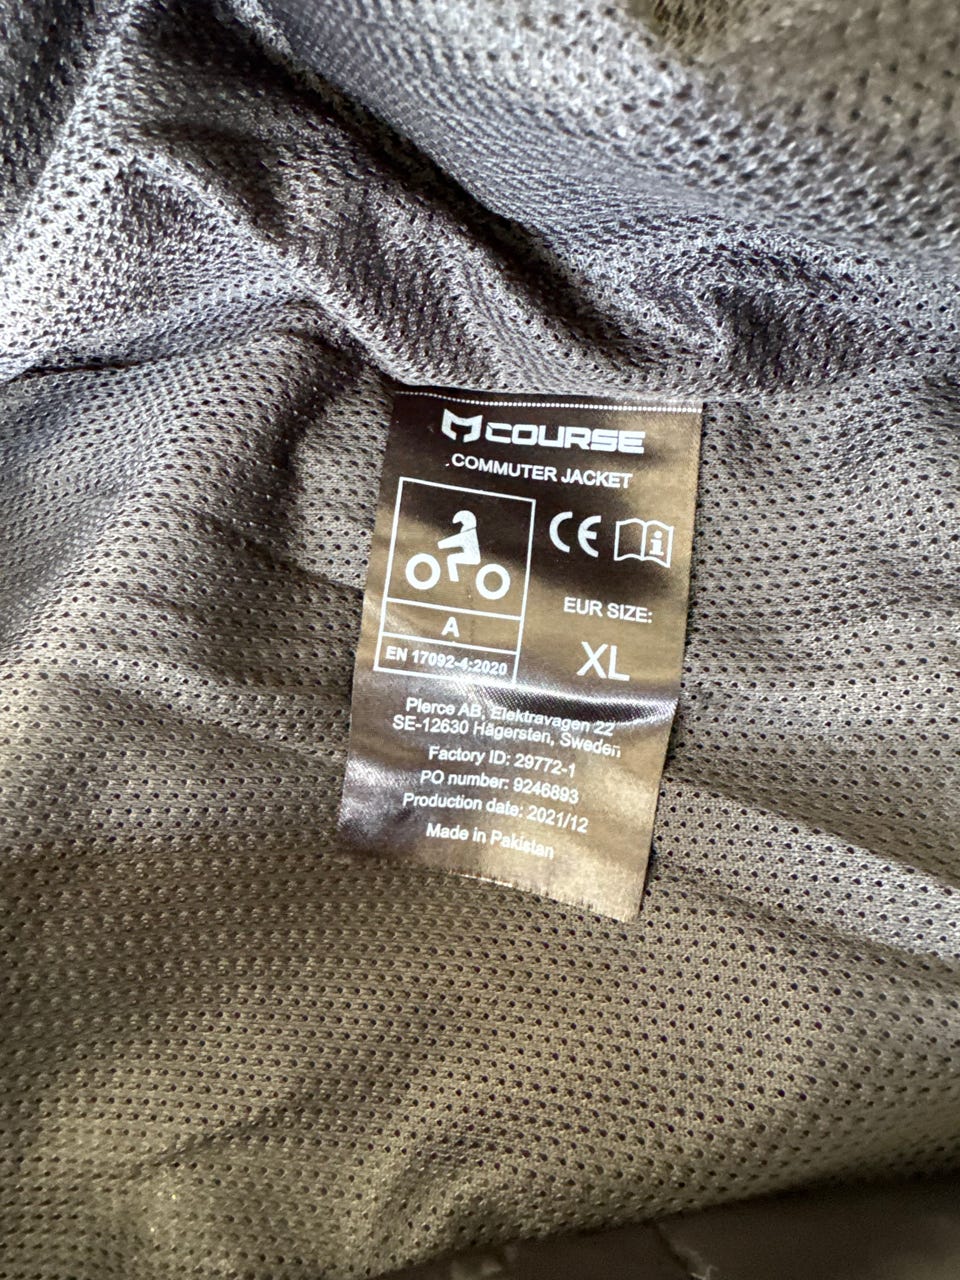 COURSE
COMMUTER JACKET
CE
i
EUR SIZE:
XL
A
EN 17092-4:2020
Pierce AB, Elektravagen 22
SE-12630 Hägersten, Sweden
Factory ID: 29772-1
PO number: 9246893
Production date: 2021/12
Made in Pakistan